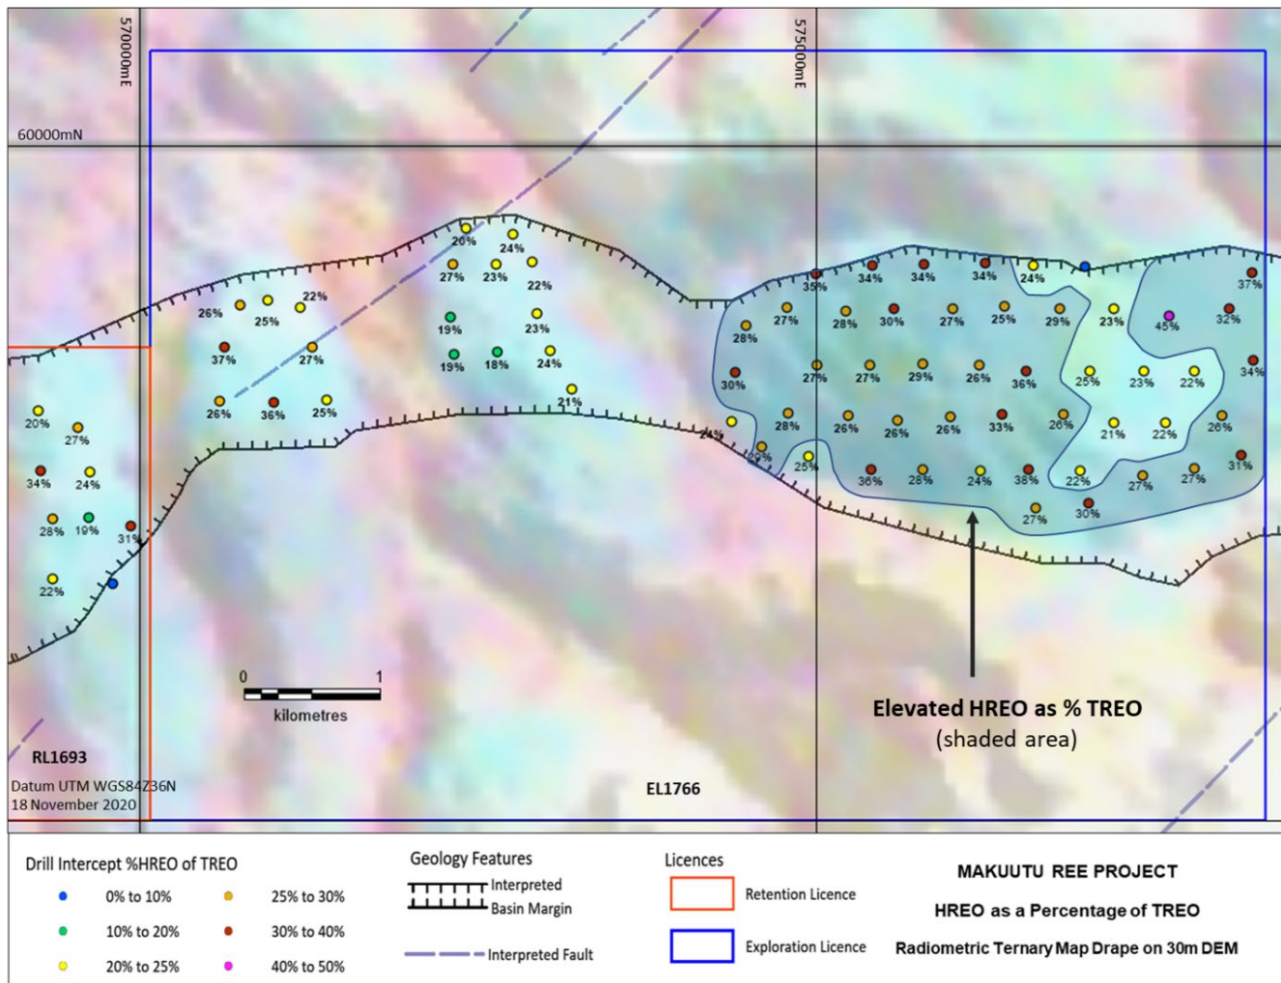 570000mE
575000mE
60000mN
20%
24%
27%
23%
22%
26%
25%
22%
19%
23%
37%
27%
19%
18%
24%
26%
36%
25%
21%
20%
27%
34%
24%
28%
19%
31%
22%
35%
34%
34%
34%
24%
37%
28%
27%
28%
30%
27%
25%
29%
23%
45%
32%
30%
27%
27%
29%
26%
36%
25%
23%
22%
34%
24%
28%
26%
26%
26%
33%
26%
21%
22%
26%
25%
36%
28%
24%
38%
22%
27%
27%
31%
27%
30%
0 1
kilometres
Elevated HREO as % TREO
(shaded area)
RL1693
Datum UTM WGS84Z36N
18 November 2020
EL1766
Drill Intercept %HREO of TREO
0% to 10%
10% to 20%
20% to 25%
25% to 30%
30% to 40%
40% to 50%
Geology Features
Interpreted
Basin Margin
Interpreted Fault
Licences
Retention Licence
Exploration Licence
MAKUUTU REE PROJECT
HREO as a Percentage of TREO
Radiometric Ternary Map Drape on 30m DEM